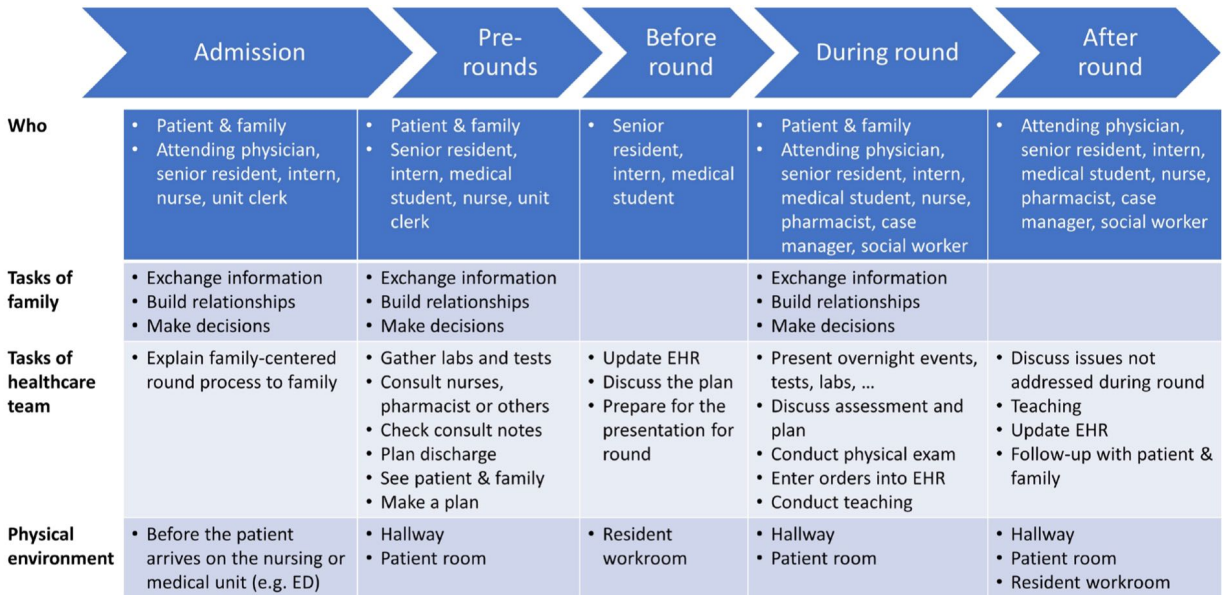 Admission
Pre-
rounds
Before
round
During round
After
round
Who
• Patient & family
• Attending physician,
senior resident, intern,
nurse, unit clerk
• Patient & family
• Senior resident,
intern, medical
student, nurse, unit
clerk
• Senior
resident,
intern, medical
student
• Patient & family
• Attending physician,
senior resident, intern,
medical student, nurse,
pharmacist, case
manager, social worker
• Attending physician,
senior resident, intern,
medical student, nurse,
pharmacist, case
manager, social worker
Tasks of
family
• Exchange information
• Build relationships
• Make decisions
• Exchange information
• Build relationships
• Make decisions
• Exchange information
• Build relationships
• Make decisions
Tasks of
healthcare
team
• Explain family-centered
round process to family
• Gather labs and tests
• Consult nurses,
pharmacist or others
• Check consult notes
• Plan discharge
• See patient & family
• Make a plan
• Update EHR
• Discuss the plan
• Prepare for the
presentation for
round
• Present overnight events,
tests, labs, ...
• Discuss assessment and
plan
• Conduct physical exam
• Enter orders into EHR
• Conduct teaching
• Discuss issues not
addressed during round
• Teaching
• Update EHR
• Follow-up with patient &
family
Physical
environment
• Before the patient
arrives on the nursing or
medical unit (e.g. ED)
• Hallway
• Patient room
• Resident
workroom
• Hallway
• Patient room
• Hallway
• Patient room
• Resident workroom